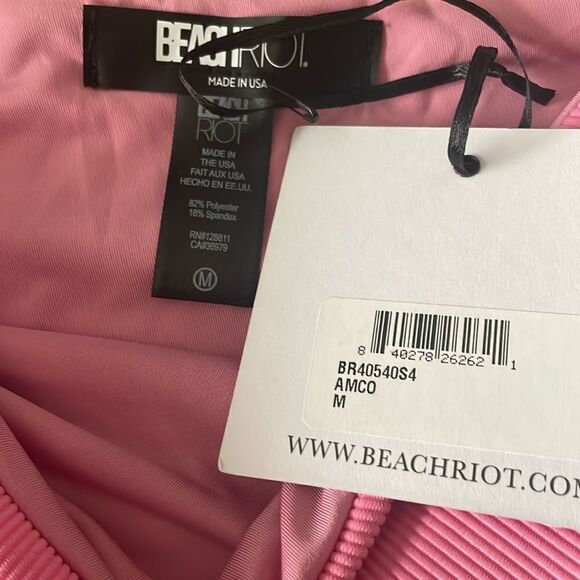 BEACHRIOT.
MADE IN USA
BEACH
RIOT
MADE IN
THE USA
FAIT AUX USA
HECHO EN EE.UU.
82% Polyester
18% Spandex
RN#128811
CA#36979
M
8 40278 26262 1
BR40540S4
AMCO
M
WWW.BEACHRIOT.COM